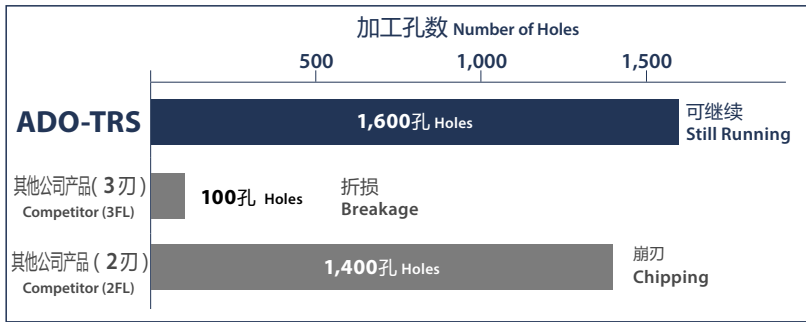 加工孔数 Number of Holes
500 1,000 1,500
ADO-TRS 1,600孔 Holes 可继续
Still Running
其他公司产品( 3刃 ) 100孔 Holes 折损
Competitor (3FL) Breakage
其他公司产品( 2刃 ) 1,400孔 Holes 崩刃
Competitor (2FL) Chipping